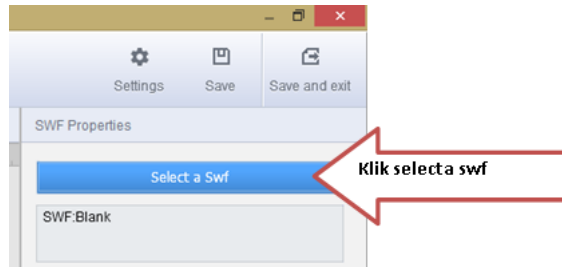 Settings Save Save and exit
SWF Properties
Select a Swf
Klik selecta swf
SWF:Blank